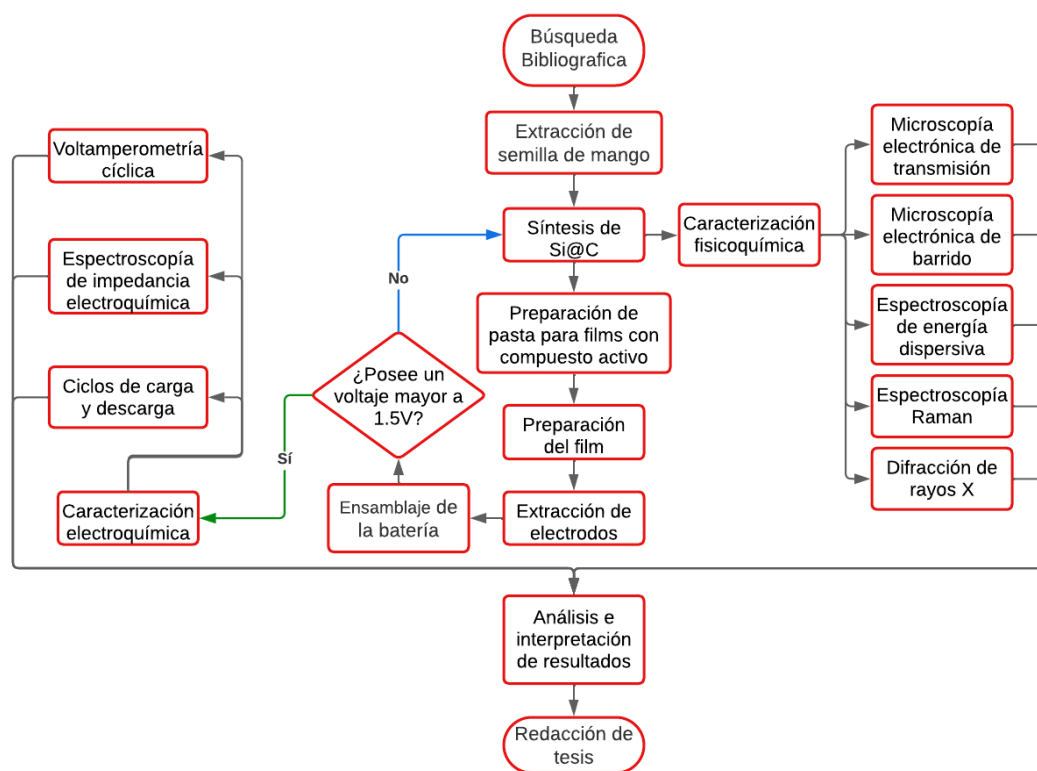 Búsqueda
Bibliografica
Extracción de
semilla de mango
Síntesis de
Si@C
Caracterización
fisicoquímica
Microscopía
electrónica de
transmisión
Microscopía
electrónica de
barrido
Espectroscopía
de energía
dispersiva
Espectroscopía
Raman
Difracción de
rayos X
Preparación de
pasta para films con
compuesto activo
Preparación
del film
Extracción de
electrodos
Ensamblaje de
la batería
¿Posee un
voltaje mayor a
1.5V?
No
Sí
Caracterización
electroquímica
Voltamperometría
cíclica
Espectroscopía
de impedancia
electroquímica
Ciclos de carga
y descarga
Análisis e
interpretación
de resultados
Redacción de
tesis